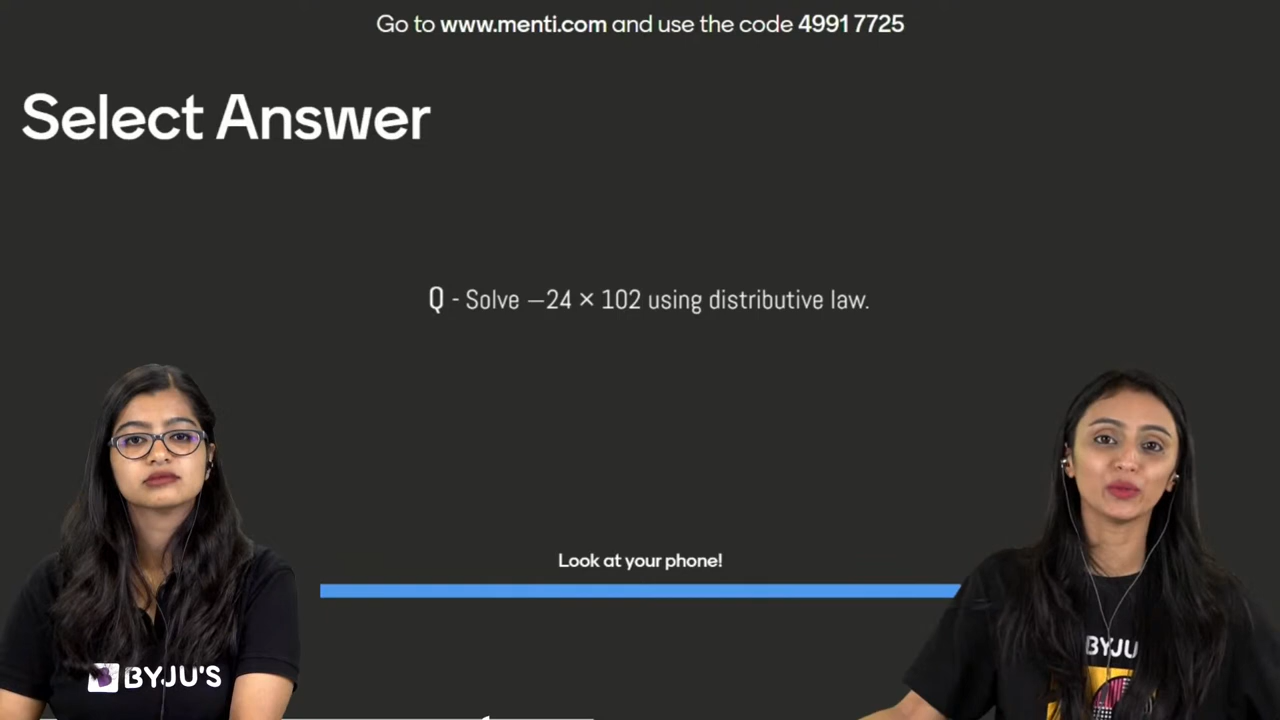 Go to www.menti.com and use the code 4991 7725
Select Answer
Q - Solve −24 × 102 using distributive law.
Look at your phone!
BYJU'S
BYJU